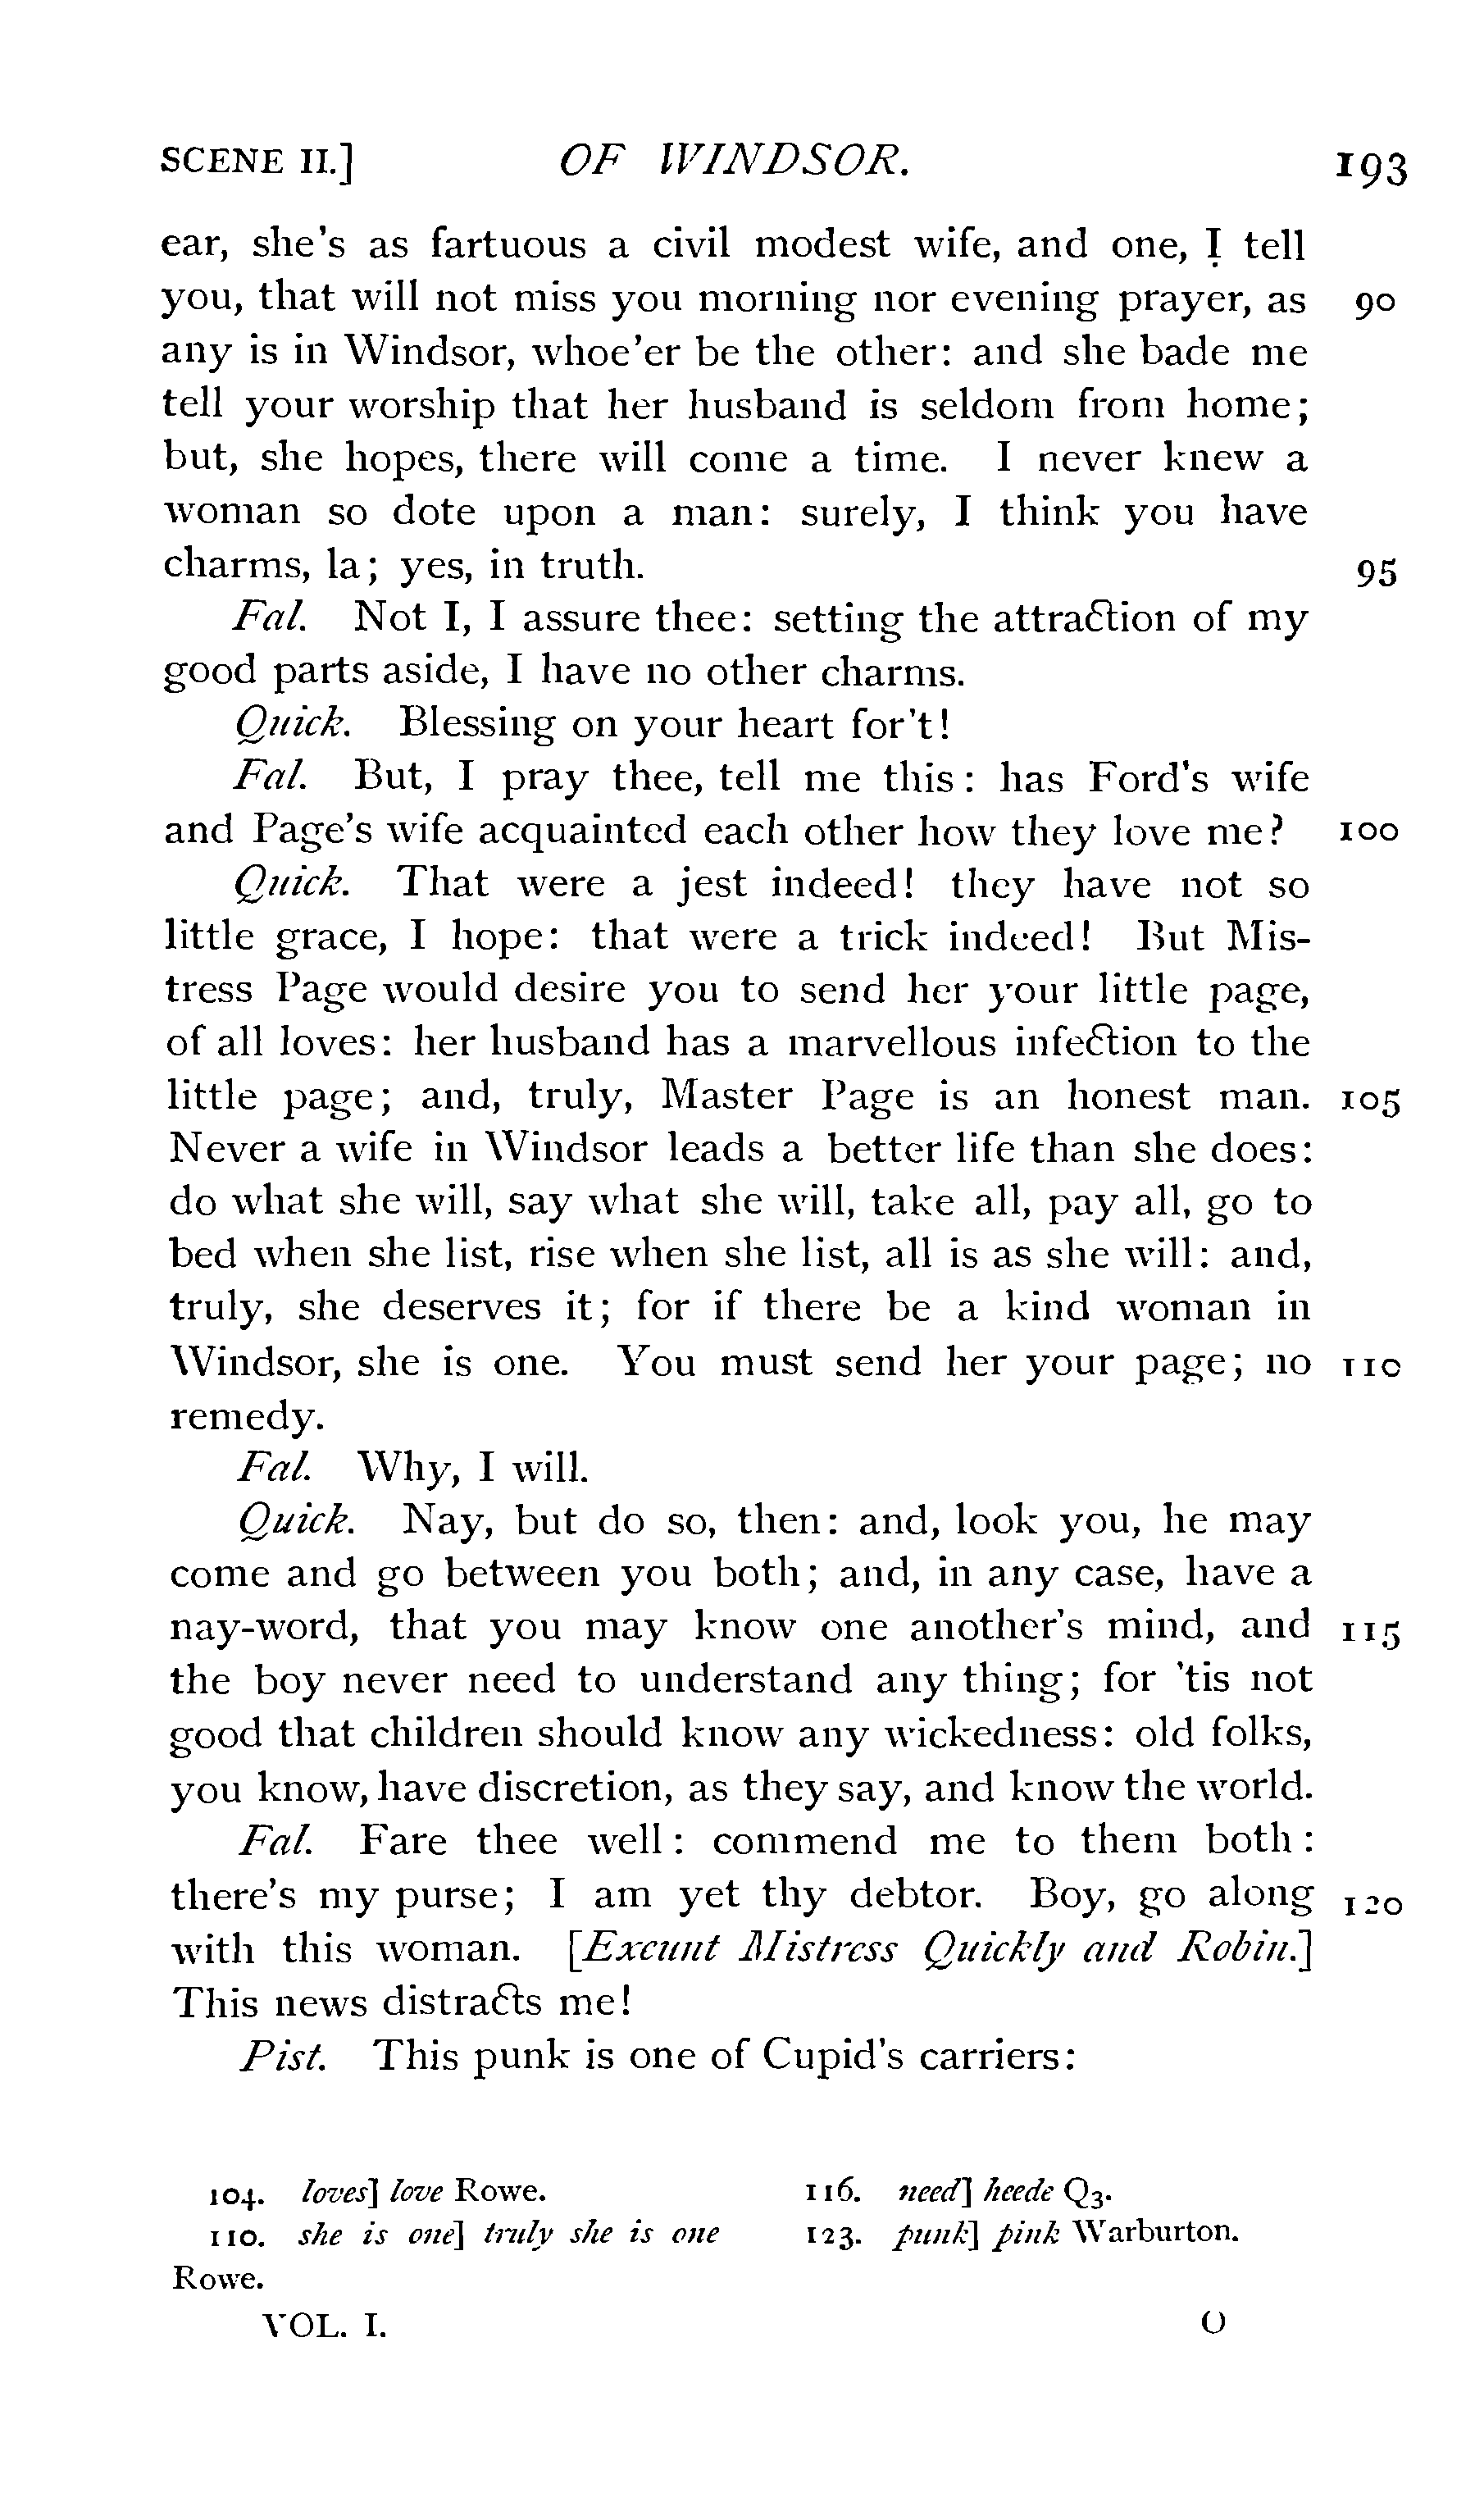 SCENE II.] OF WINDSOR. 193
ear, she's as fartuous a civil modest wife, and one, I tell
you, that will not miss you morning nor evening prayer, as 90
any is in Windsor, whoe'er be the other: and she bade me
tell your worship that her husband is seldom from home;
but, she hopes, there will come a time. I never knew a
woman so dote upon a man: surely, I think you have
charms, la; yes, in truth. 95
Fal. Not I, I assure thee: setting the attraction of my
good parts aside, I have no other charms.
Quick. Blessing on your heart for't!
Fal. But, I pray thee, tell me this: has Ford's wife
and Page's wife acquainted each other how they love me? 100
Quick. That were a jest indeed! they have not so
little grace, I hope: that were a trick indeed! But Mis-
tress Page would desire you to send her your little page,
of all loves: her husband has a marvellous infection to the
little page; and, truly, Master Page is an honest man. 105
Never a wife in Windsor leads a better life than she does:
do what she will, say what she will, take all, pay all, go to
bed when she list, rise when she list, all is as she will: and,
truly, she deserves it; for if there be a kind woman in
Windsor, she is one. You must send her your page; no 110
remedy.
Fal. Why, I will.
Quick. Nay, but do so, then: and, look you, he may
come and go between you both; and, in any case, have a
nay-word, that you may know one another's mind, and 115
the boy never need to understand any thing; for 'tis not
good that children should know any wickedness: old folks,
you know, have discretion, as they say, and know the world.
Fal. Fare thee well: commend me to them both:
there's my purse; I am yet thy debtor. Boy, go along 120
with this woman. [Exeunt Mistress Quickly and Robin.]
This news distracts me!
Pist. This punk is one of Cupid's carriers:
104. loves] love Rowe.
110. she is one] truly she is one
Rowe.
116. need] heede Q3.
123. punk] pink Warburton.
VOL. I. O